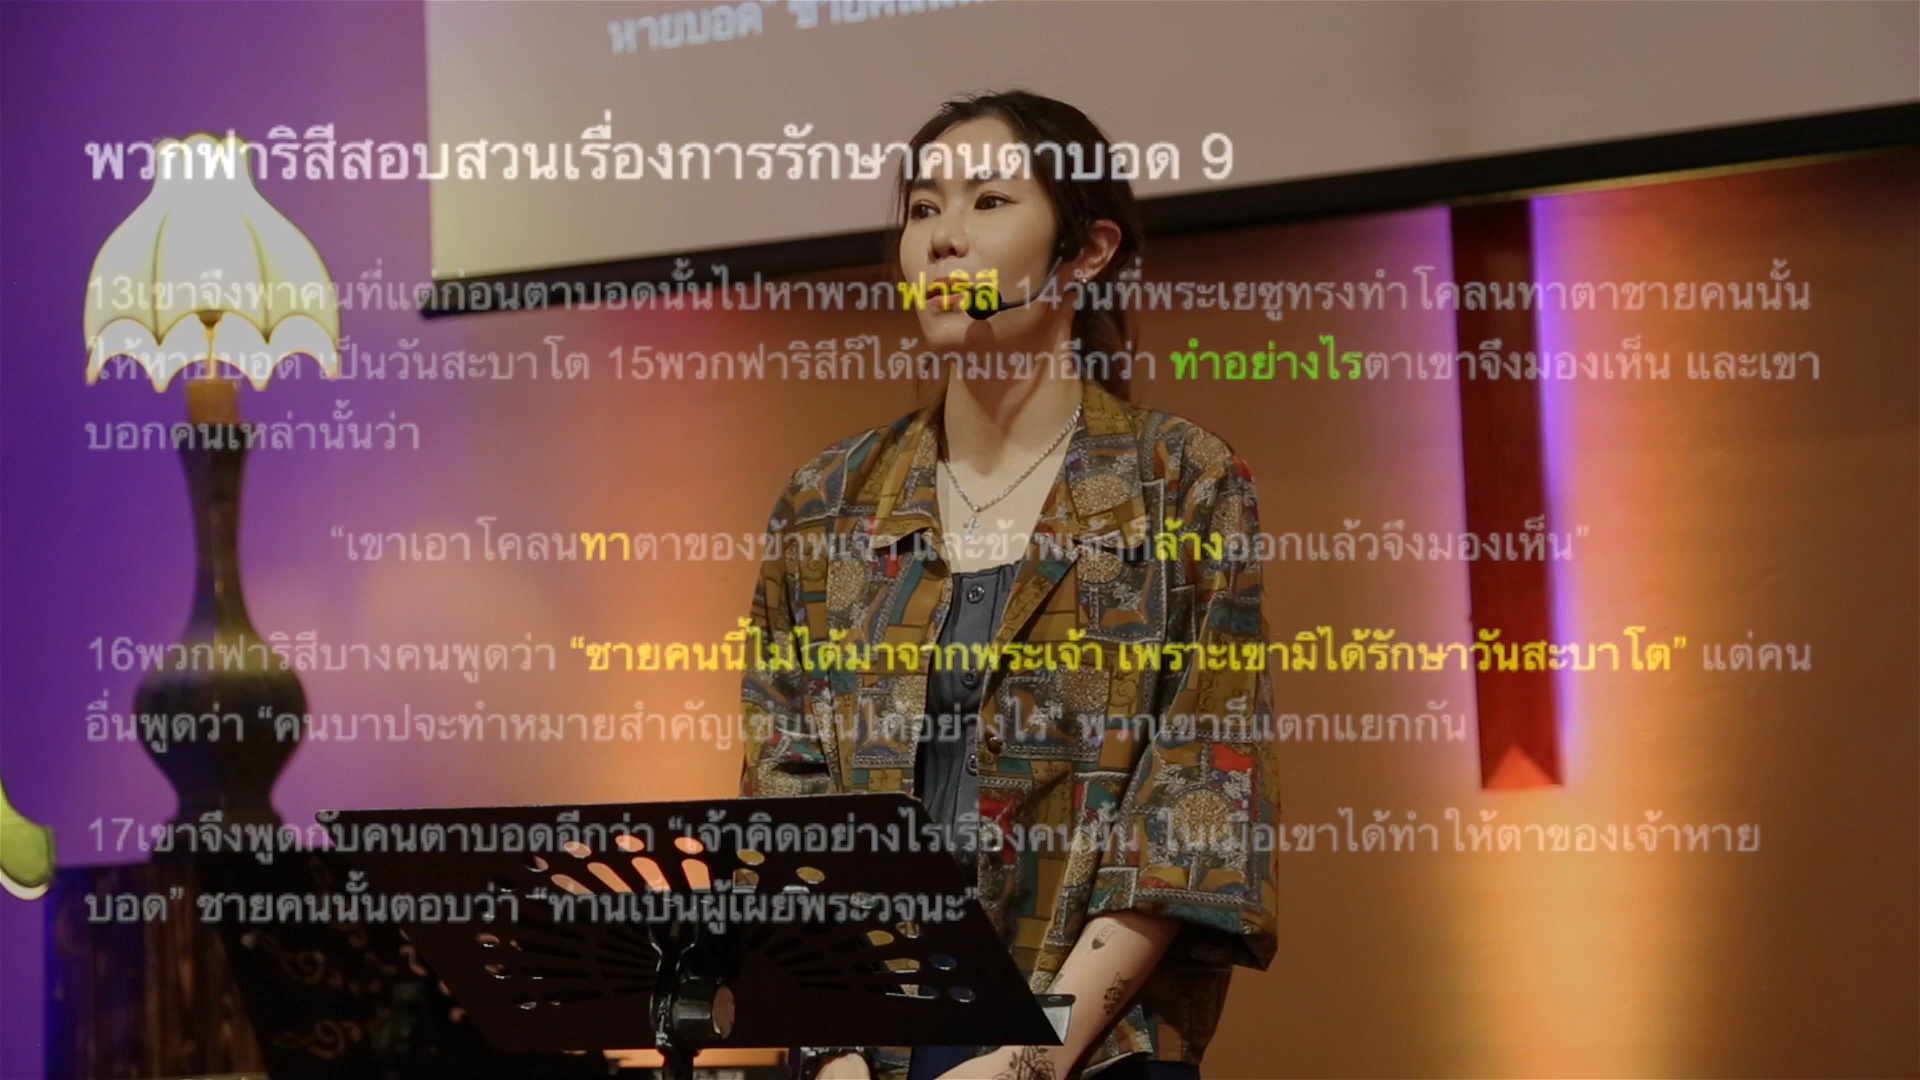 หายบอด” ชายคนนั้น
พวกฟาริสีสอบสวนเรื่องการรักษาคนตาบอด 9
13เขาจึงพาคนที่แต่ก่อนตาบอดนั้นไปหาพวกฟาริสี 14วันที่พระเยซูทรงทำโคลนทาตาชายคนนั้น
ให้หายบอด เป็นวันสะบาโต 15พวกฟาริสีก็ได้ถามเขาอีกว่า ทำอย่างไรตาเขาจึงมองเห็น และเขา
บอกคนเหล่านั้นว่า
“เขาเอาโคลนทาตาของข้าพเจ้า และข้าพเจ้าก็ล้างออกแล้วจึงมองเห็น”
16พวกฟาริสีบางคนพูดว่า “ชายคนนี้ไม่ได้มาจากพระเจ้า เพราะเขามิได้รักษาวันสะบาโต” แต่คน
อื่นพูดว่า “คนบาปจะทำหมายสำคัญเช่นนั้นได้อย่างไร” พวกเขาก็แตกแยกกัน
17เขาจึงพูดกับคนตาบอดอีกว่า “เจ้าคิดอย่างไรเรื่องคนนั้น ในเมื่อเขาได้ทำให้ตาของเจ้าหาย
บอด” ชายคนนั้นตอบว่า “ท่านเป็นผู้เผยพระวจนะ”